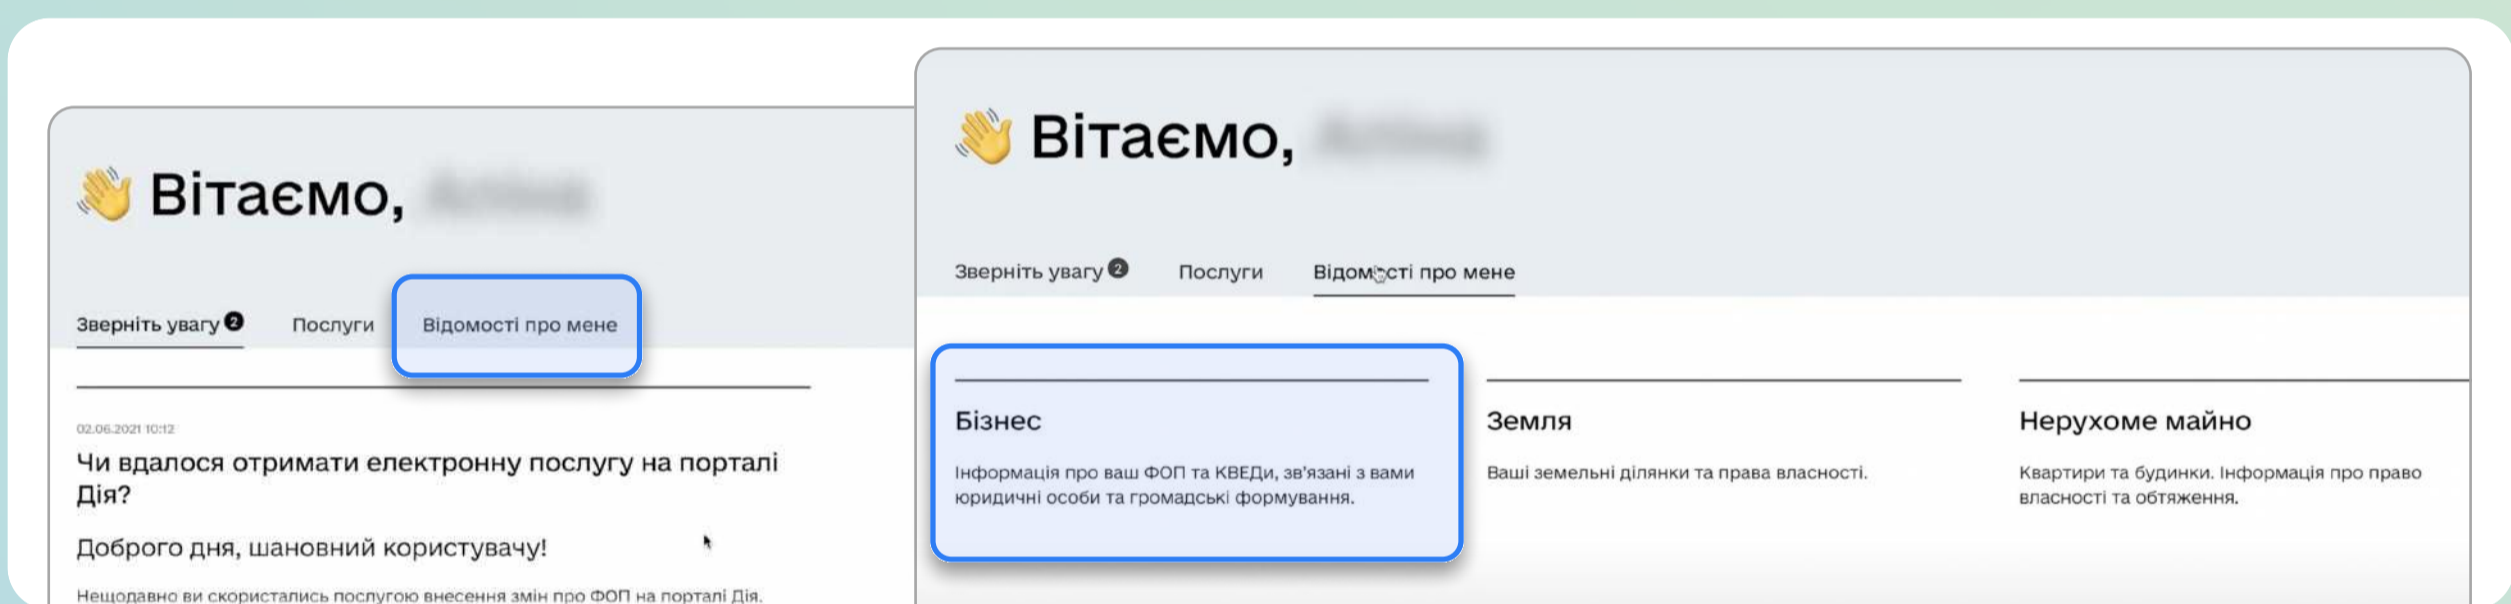 Вітаємо,
Зверніть увагу 2 Послуги Відомості про мене
02.06.2021 10:12
Чи вдалося отримати електронну послугу на порталі
Дія?
Доброго дня, шановний користувачу!
Нещодавно ви скористались послугою внесення змін про ФОП на порталі Дія.
Вітаємо,
Зверніть увагу 2 Послуги Відомості про мене
Бізнес
Інформація про ваш ФОП та КВЕДи, зв'язані з вами
юридичні особи та громадські формування.
Земля
Ваші земельні ділянки та права власності.
Нерухоме майно
Квартири та будинки. Інформація про право
власності та обтяження.